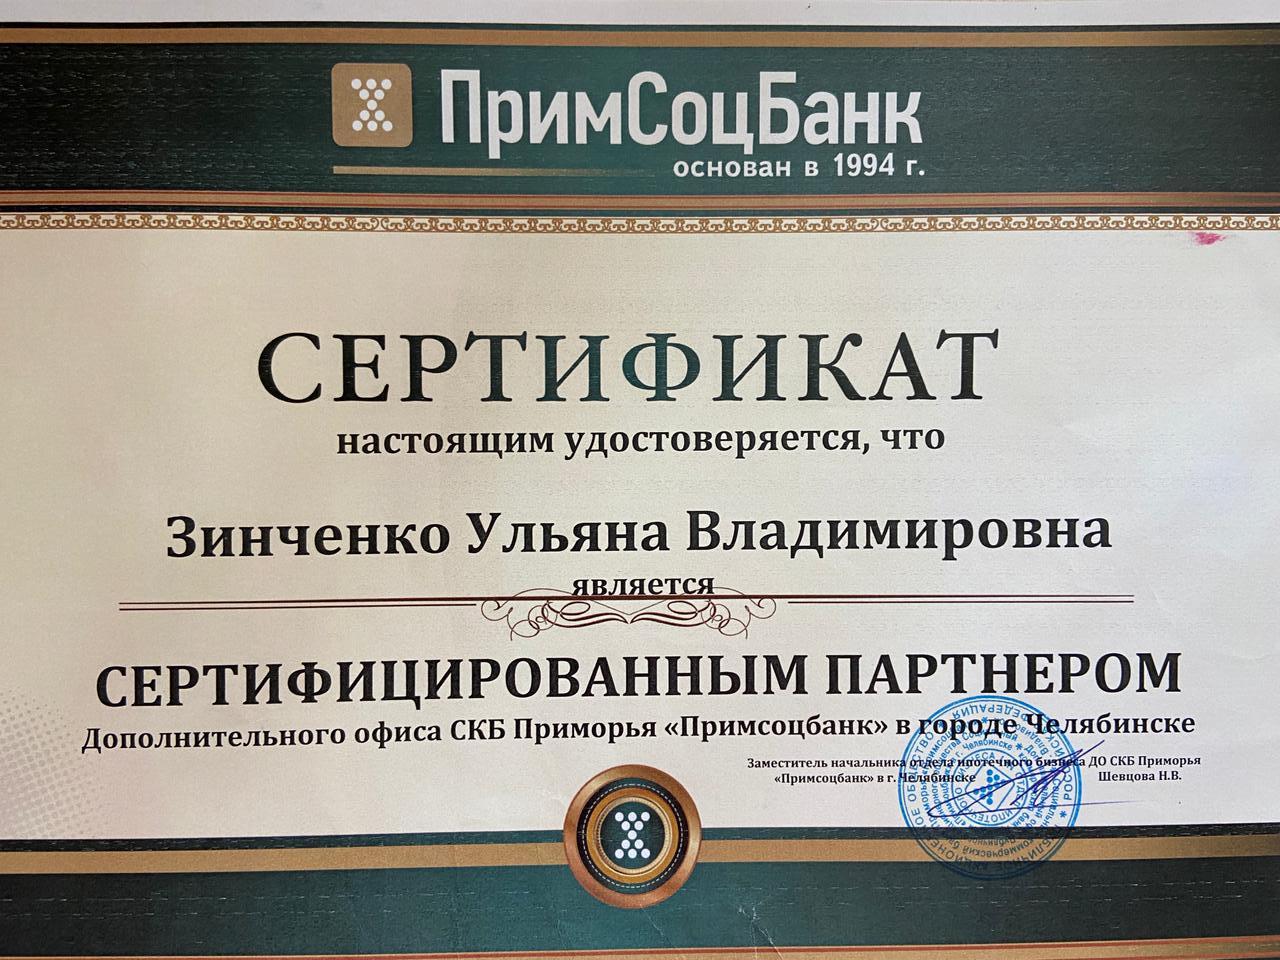 ПримСоцБанк
основан в 1994 г.
СЕРТИФИКАТ
настоящим удостоверяется, что
Зинченко Ульяна Владимировна
является
СЕРТИФИЦИРОВАННЫМ ПАРТНЕРОМ
Дополнительного офиса СКБ Приморья «Примсоцбанк» в городе Челябинске
Заместитель начальника отдела ипотечного бизнеса ДО СКБ Приморья
«Примсоцбанк» в г. Челябинске Шевцова Н.В.